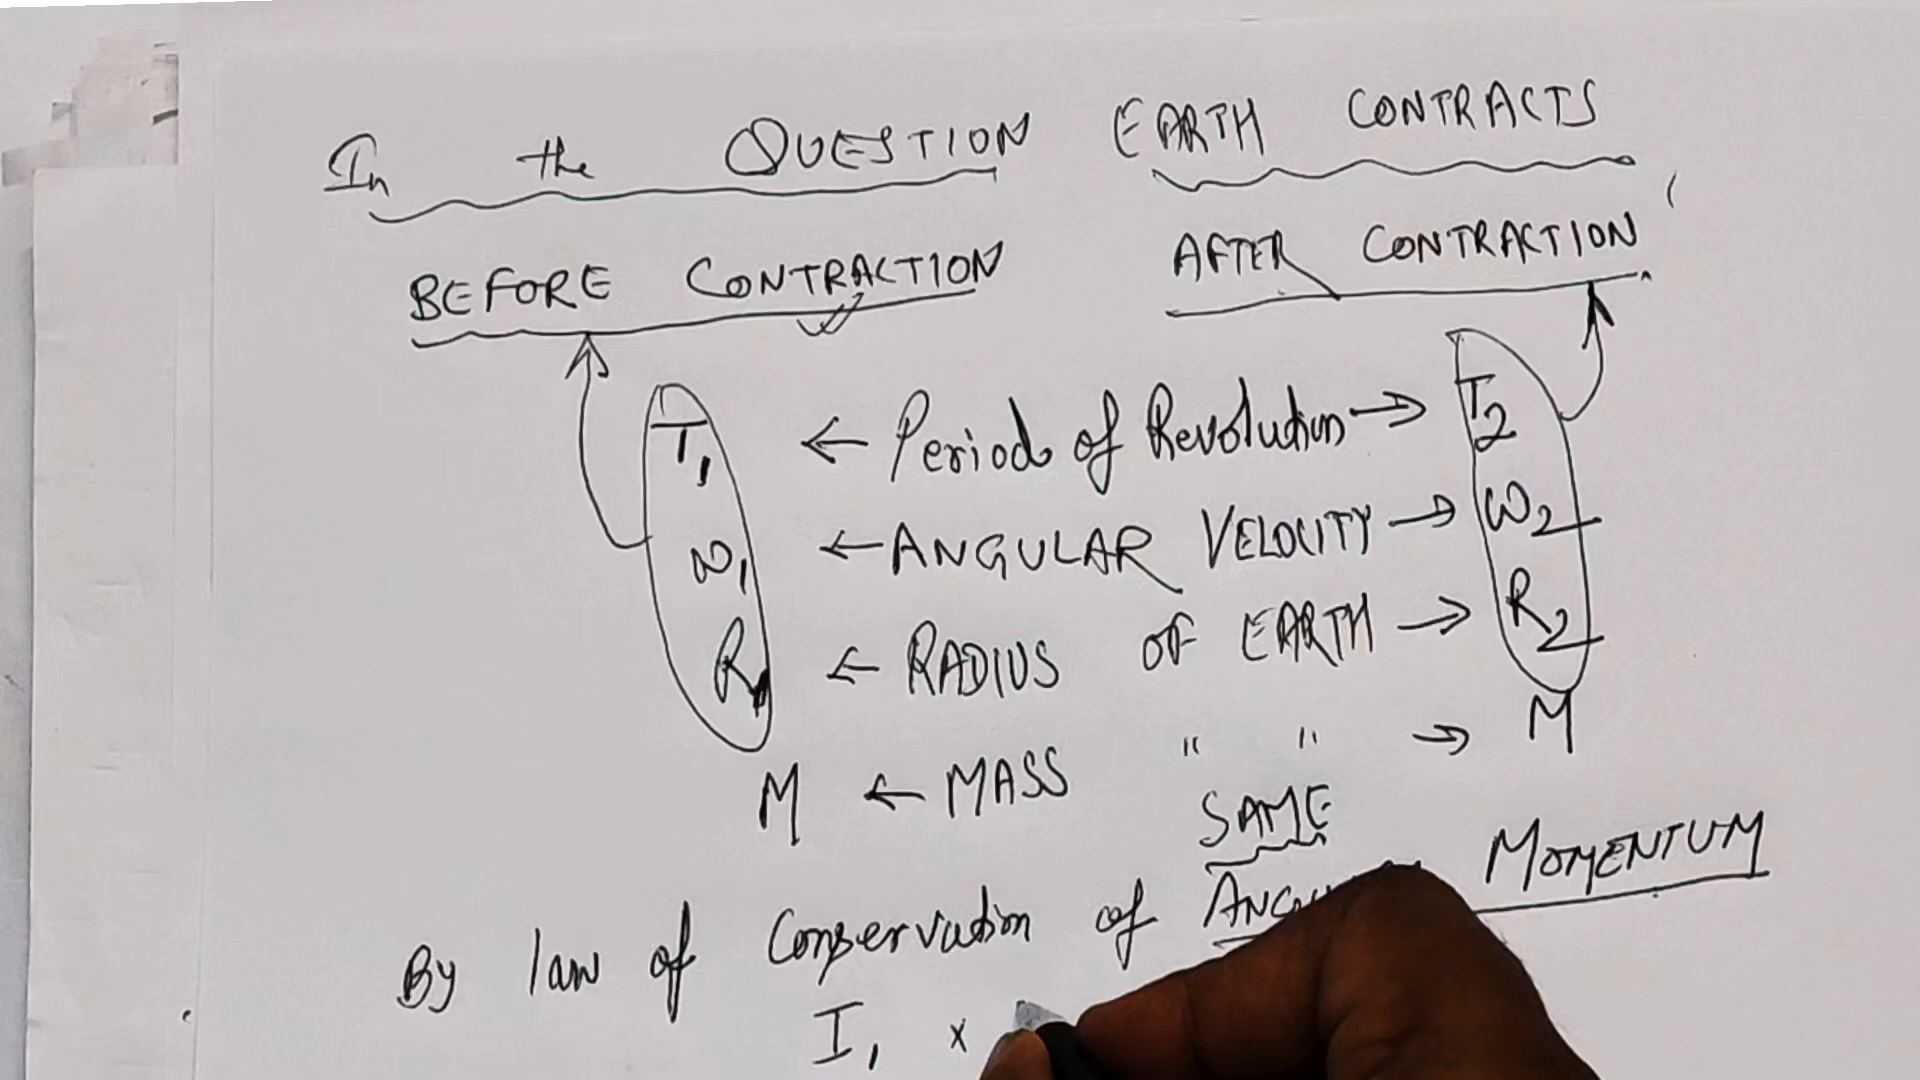 In the QUESTION EARTH CONTRACTS
BEFORE CONTRACTION AFTER CONTRACTION
T1 ← Period of Revolution → T2
ω1 ← ANGULAR VELOCITY → ω2
R1 ← RADIUS OF EARTH → R2
M ← MASS " " → M
SAME
By law of Conservation of MOMENTUM
I1 ×